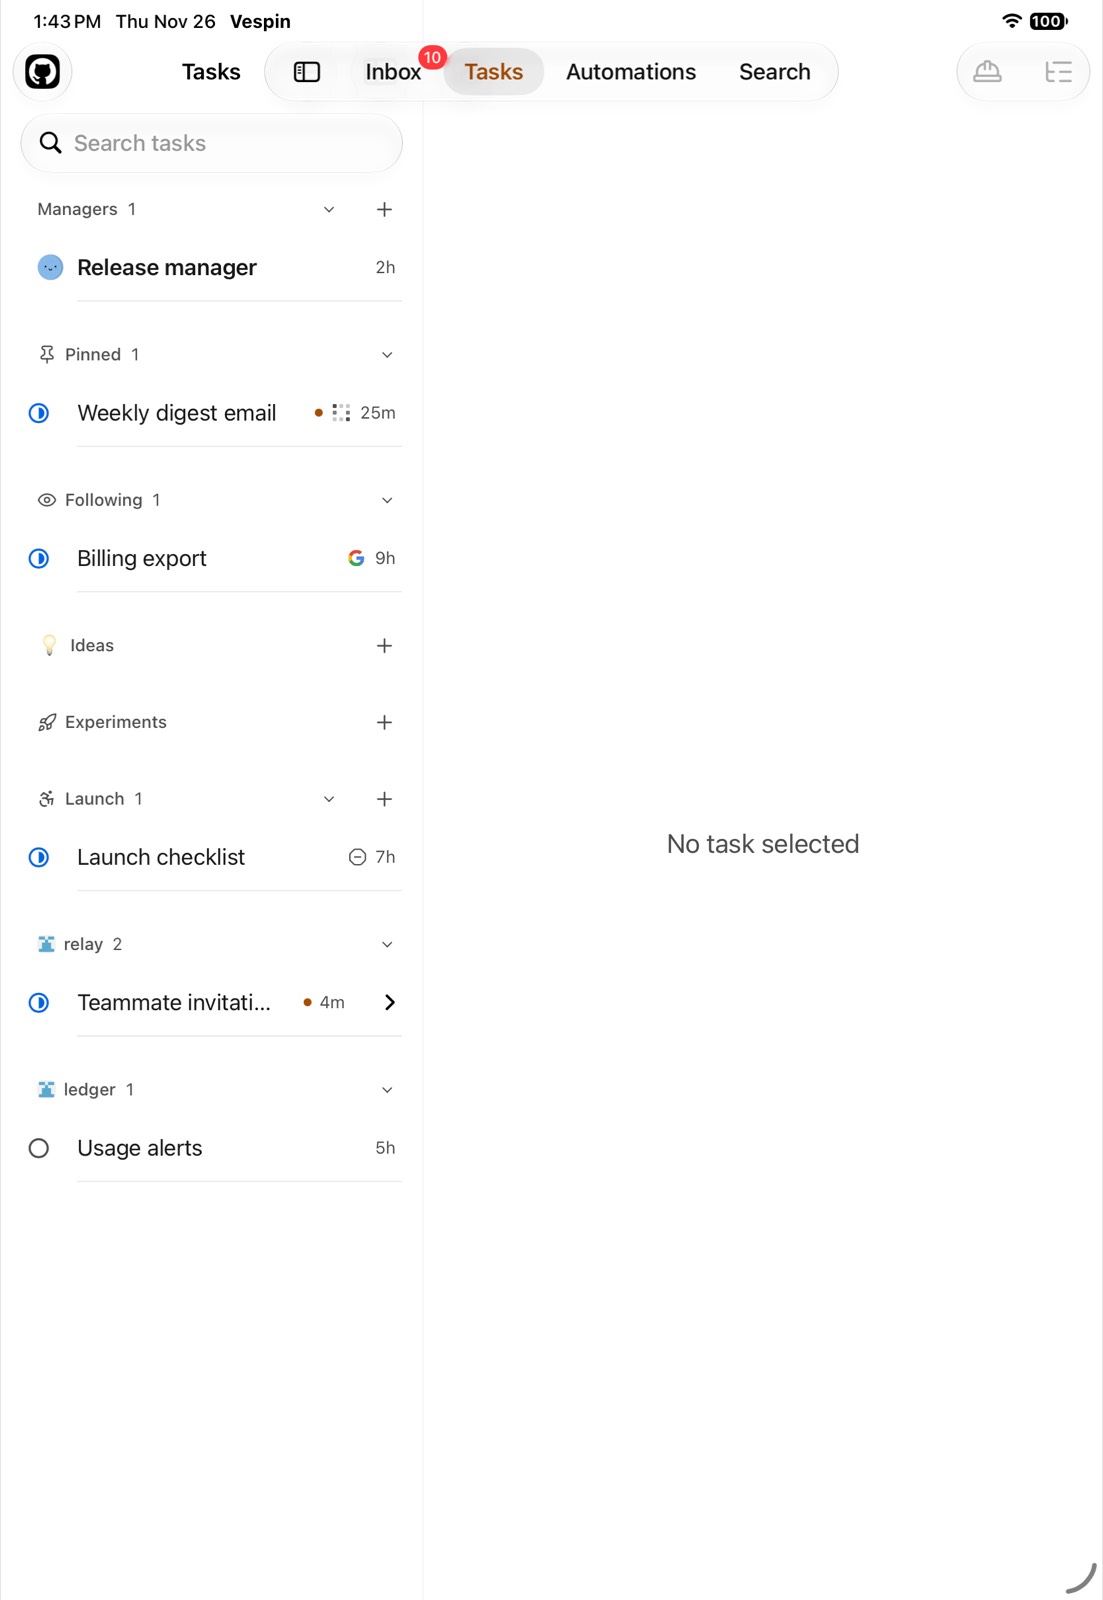 1:43 PM Thu Nov 26 Vespin
100
Tasks
Inbox
10
Tasks
Automations
Search
Search tasks
Managers 1
Release manager 2h
Pinned 1
Weekly digest email 25m
Following 1
Billing export 9h
Ideas
Experiments
Launch 1
Launch checklist 7h
relay 2
Teammate invitati... 4m
ledger 1
Usage alerts 5h
No task selected